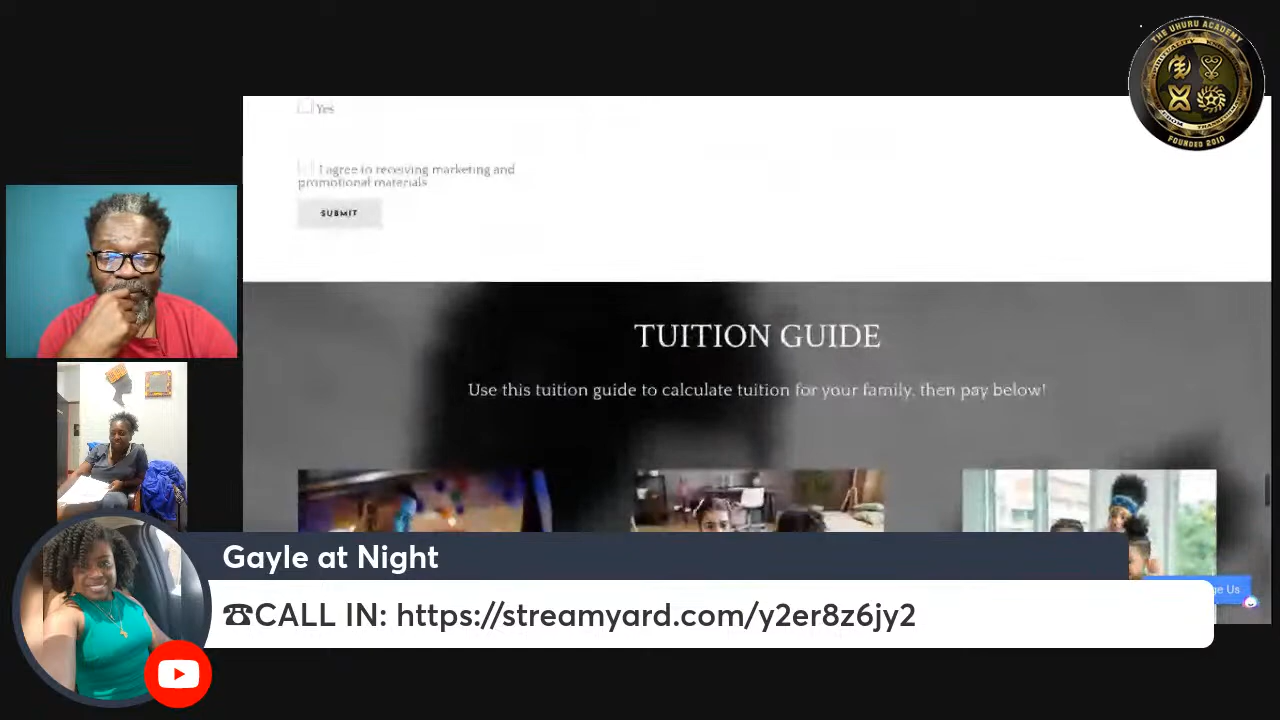 THE UHURU ACADEMY
FOUNDED 2010
Yes
I agree to receiving marketing and
promotional materials
SUBMIT
TUITION GUIDE
Use this tuition guide to calculate tuition for your family, then pay below!
Us
Gayle at Night
☎CALL IN: https://streamyard.com/y2er8z6jy2